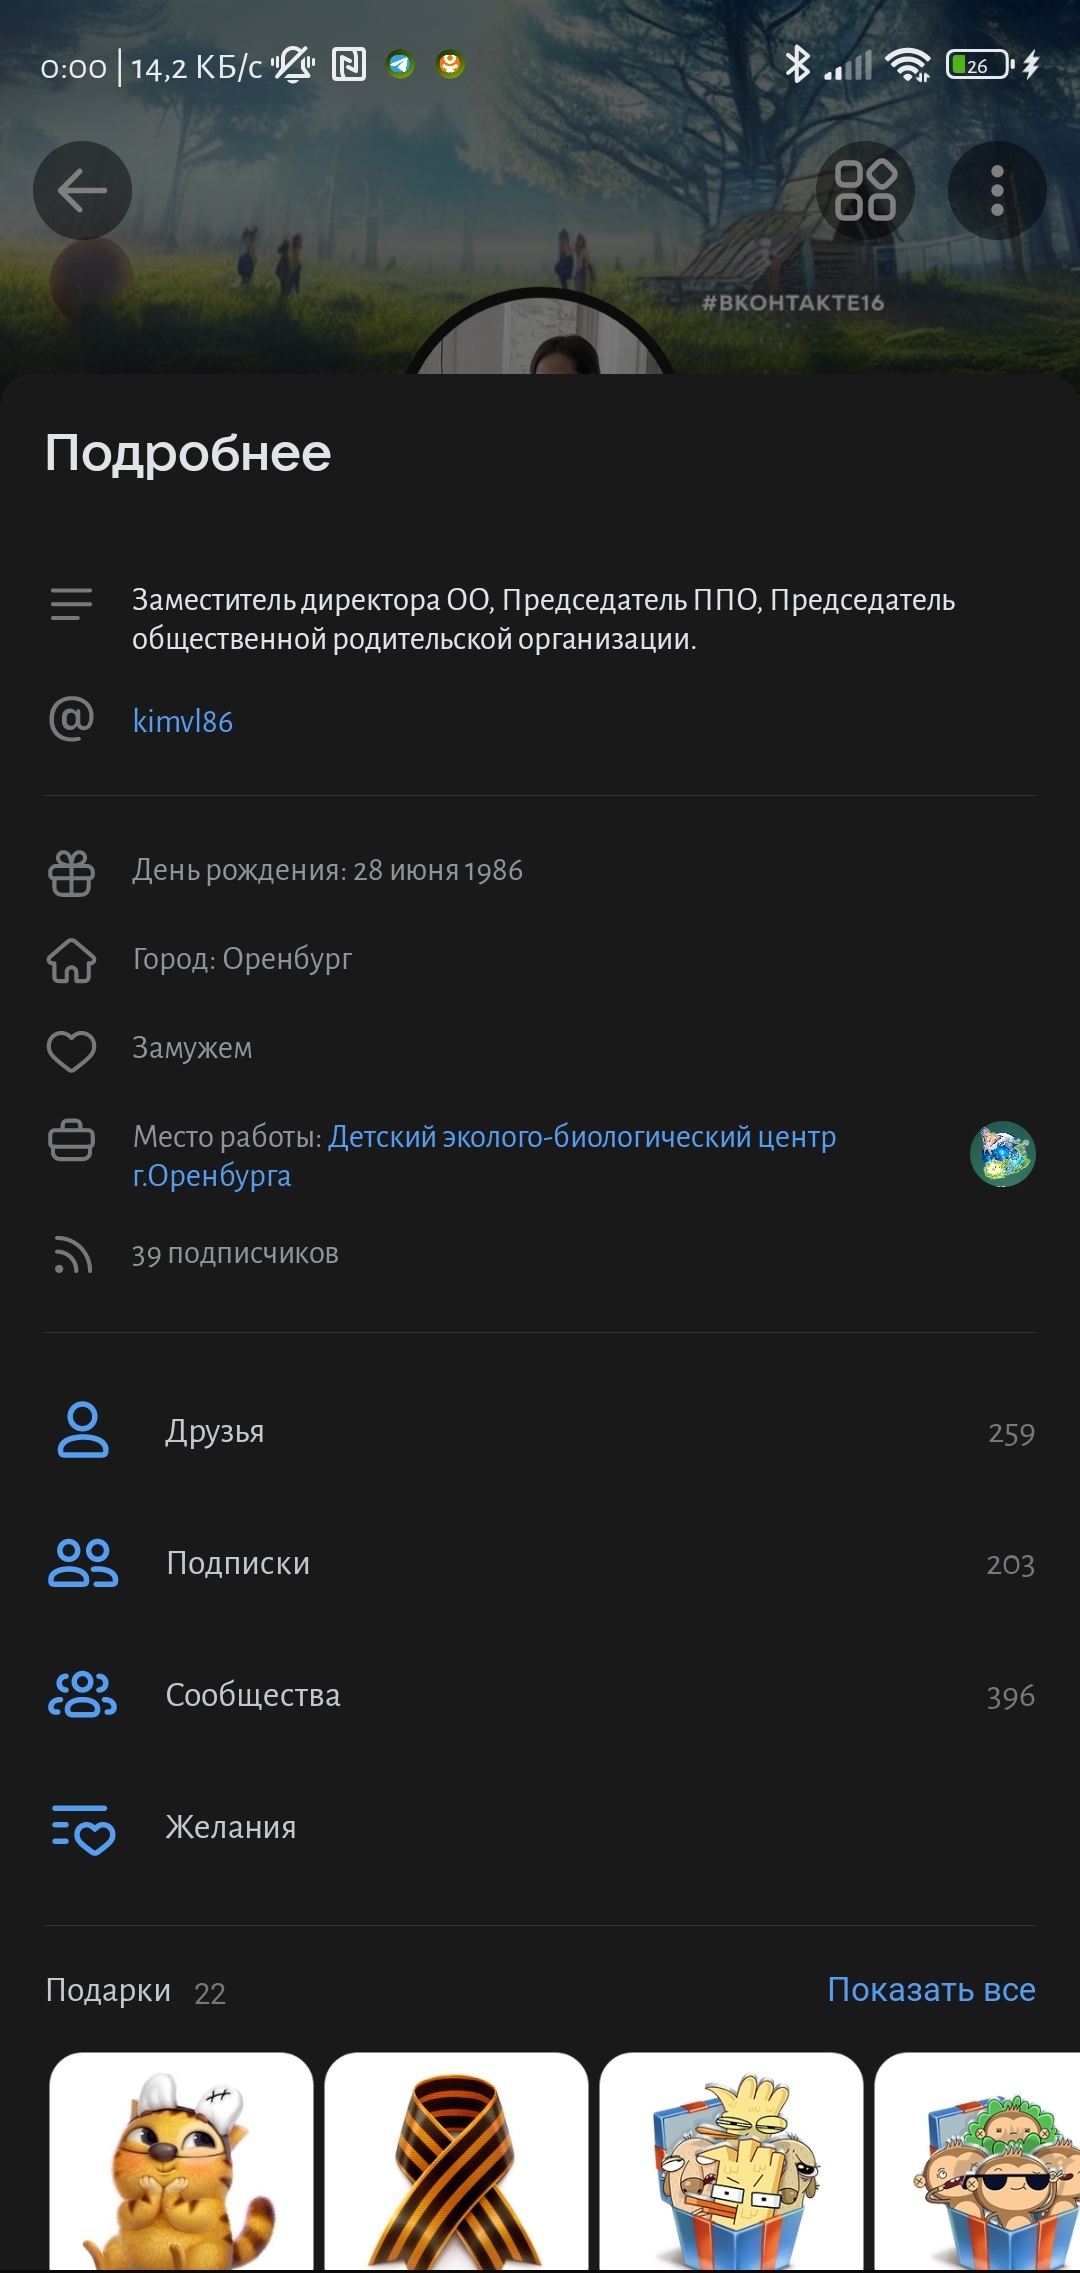 0:00 | 14,2 КБ/с
26
#ВКОНТАКТЕ16
Подробнее
Заместитель директора ОО, Председатель ППО, Председатель
общественной родительской организации.
kimvl86
День рождения: 28 июня 1986
Город: Оренбург
Замужем
Место работы: Детский эколого-биологический центр
г.Оренбурга
39 подписчиков
Друзья 259
Подписки 203
Сообщества 396
Желания
Подарки 22 Показать все